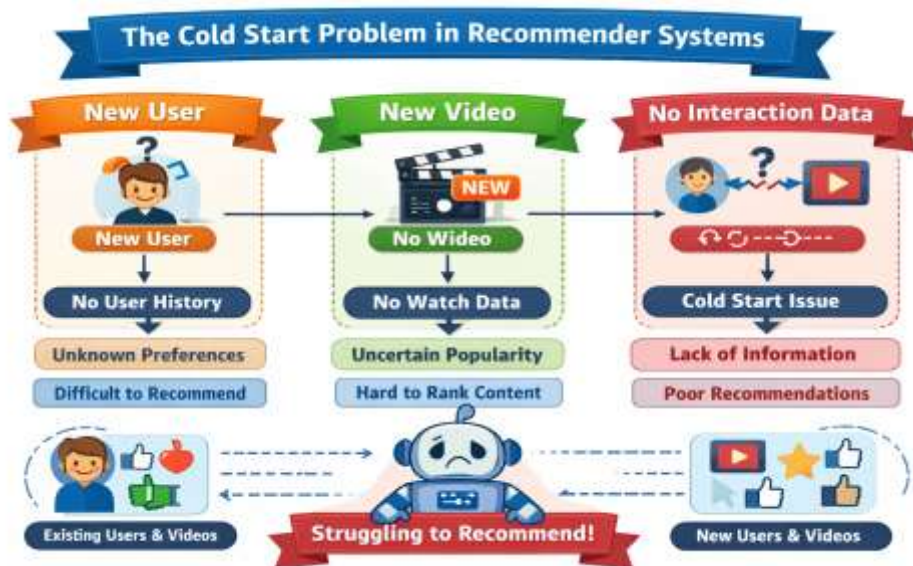 The Cold Start Problem in Recommender Systems
New User
New Video
No Interaction Data
?
NEW
?
New User
No Wideo
No User History
No Watch Data
Cold Start Issue
Unknown Preferences
Uncertain Popularity
Lack of Information
Difficult to Recommend
Hard to Rank Content
Poor Recommendations
Existing Users & Videos
Struggling to Recommend!
New Users & Videos